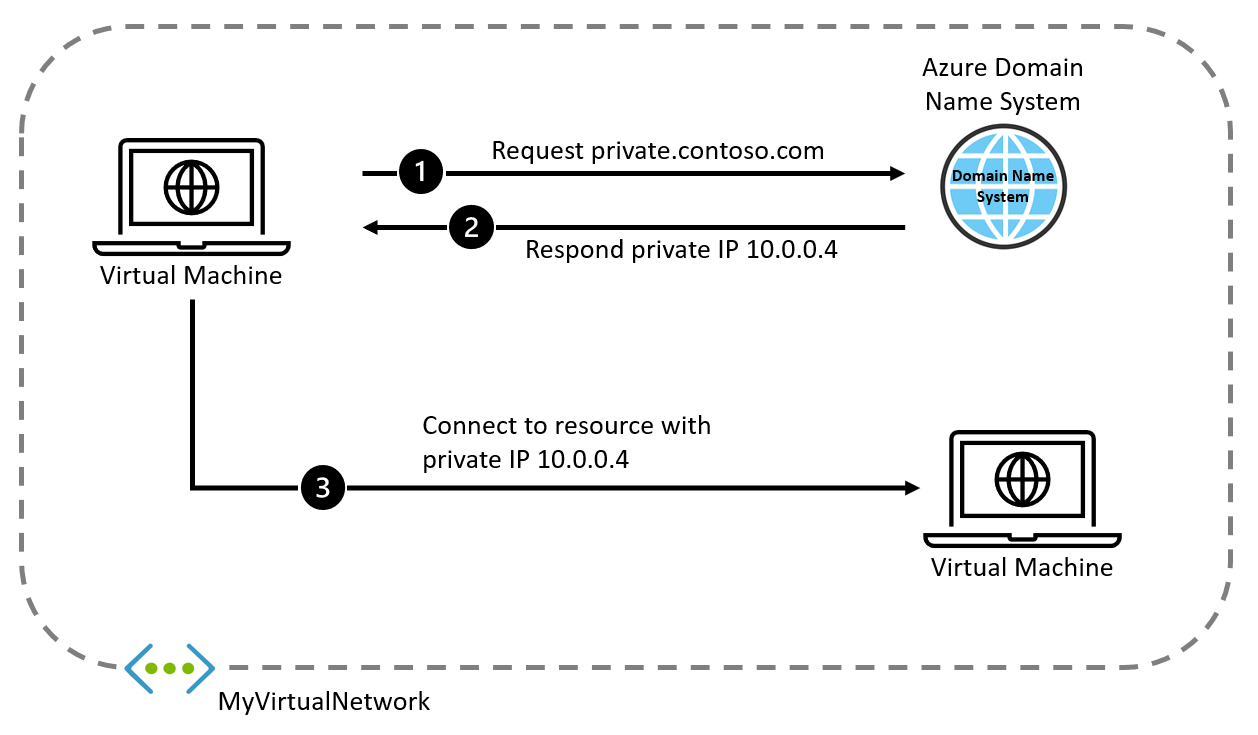 Azure Domain
Name System
Domain Name
System
1
Request private.contoso.com
2
Respond private IP 10.0.0.4
Virtual Machine
Connect to resource with
private IP 10.0.0.4
3
Virtual Machine
MyVirtualNetwork